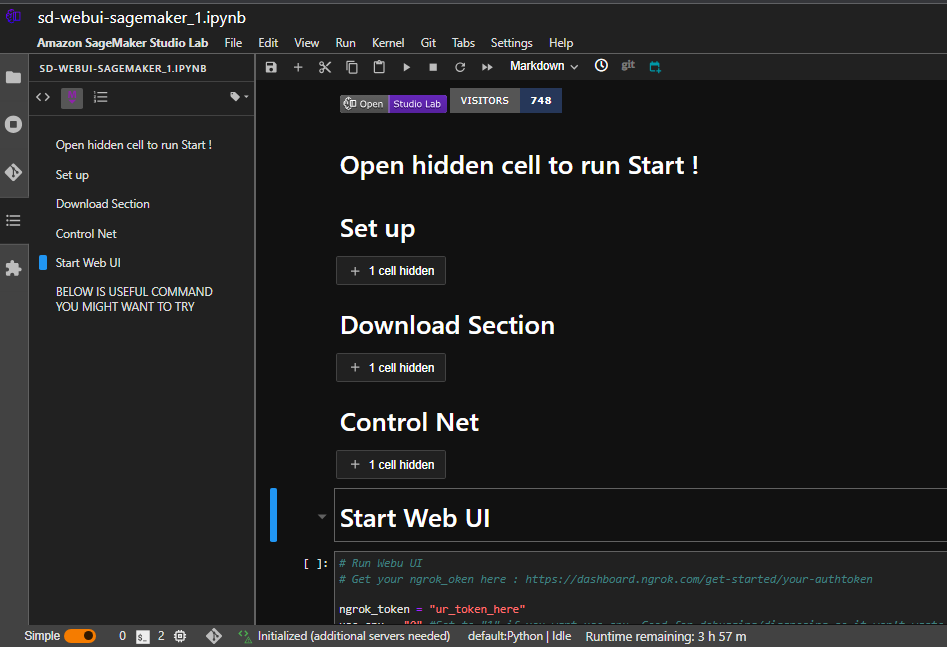 sd-webui-sagemaker_1.ipynb
Amazon SageMaker Studio Lab File Edit View Run Kernel Git Tabs Settings Help
SD-WEBUI-SAGEMAKER_1.IPYNB
Markdown git
Open Studio Lab VISITORS 748
Open hidden cell to run Start !
Set up
Download Section
Control Net
Start Web UI
BELOW IS USEFUL COMMAND
YOU MIGHT WANT TO TRY
Open hidden cell to run Start !
Set up
+ 1 cell hidden
Download Section
+ 1 cell hidden
Control Net
+ 1 cell hidden
Start Web UI
[ ]: # Run Webu UI
# Get your ngrok_oken here : https://dashboard.ngrok.com/get-started/your-authtoken
ngrok_token = "ur_token_here"
Simple 0 $_ 2 Initialized (additional servers needed) default:Python | Idle Runtime remaining: 3 h 57 m